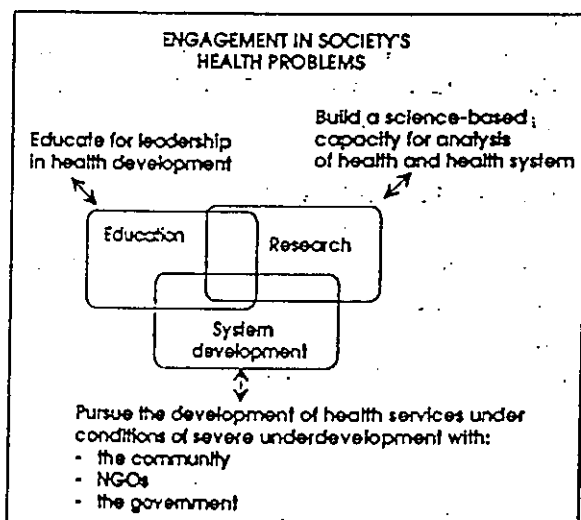 ENGAGEMENT IN SOCIETY'S
HEALTH PROBLEMS
Educate for leadership
in health development
Build a science-based
capacity for analysis
of health and health system
Education
Research
System
development
Pursue the development of health services under
conditions of severe underdevelopment with:
- the community
- NGOs
- the government